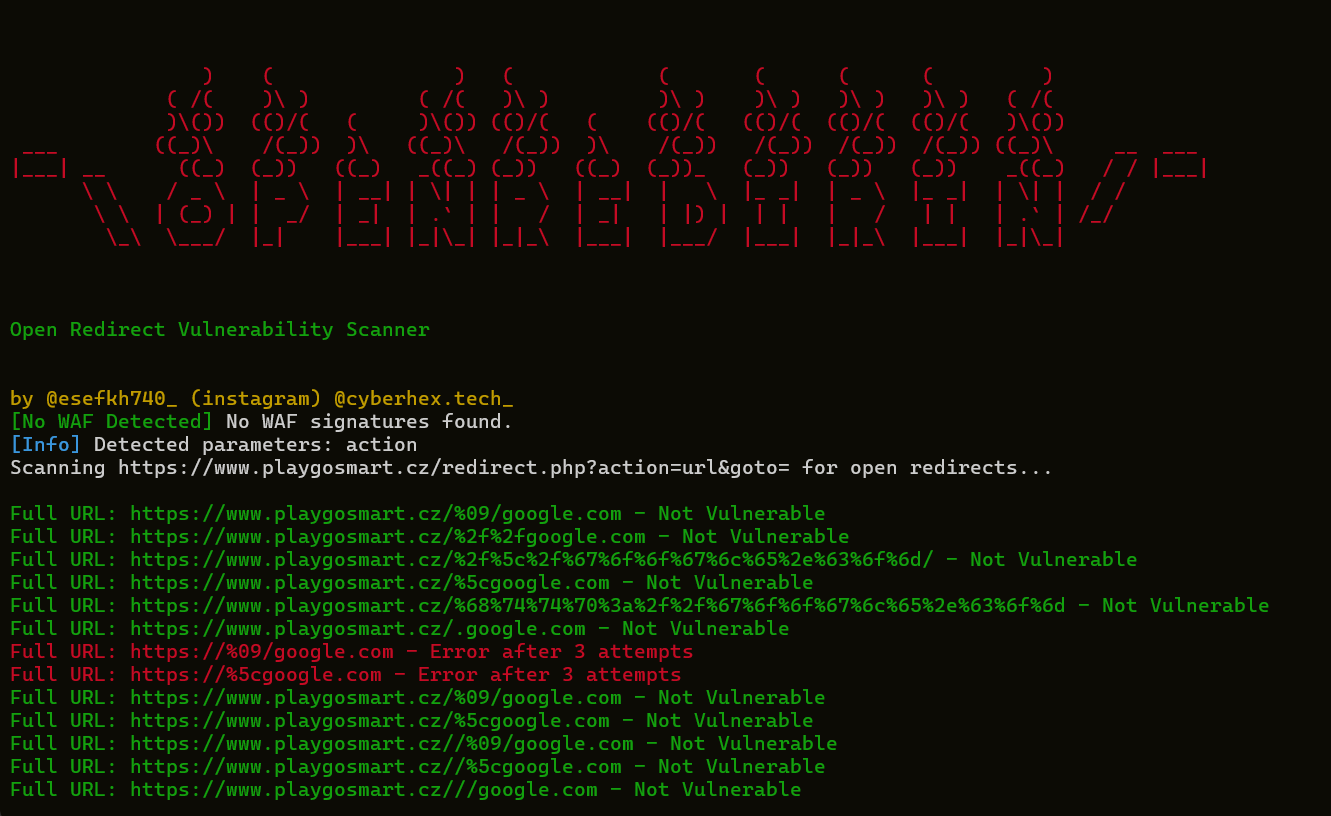 OPENREDIRIN
Open Redirect Vulnerability Scanner
by @esefkh740_ (instagram) @cyberhex.tech_
[No WAF Detected] No WAF signatures found.
[Info] Detected parameters: action
Scanning https://www.playgosmart.cz/redirect.php?action=url&goto= for open redirects...
Full URL: https://www.playgosmart.cz/%09/google.com - Not Vulnerable
Full URL: https://www.playgosmart.cz/%2f%2fgoogle.com - Not Vulnerable
Full URL: https://www.playgosmart.cz/%2f%5c%2f%67%6f%6f%67%6c%65%2e%63%6f%6d/ - Not Vulnerable
Full URL: https://www.playgosmart.cz/%5cgoogle.com - Not Vulnerable
Full URL: https://www.playgosmart.cz/%68%74%74%70%3a%2f%2f%67%6f%6f%67%6c%65%2e%63%6f%6d - Not Vulnerable
Full URL: https://www.playgosmart.cz/.google.com - Not Vulnerable
Full URL: https://%09/google.com - Error after 3 attempts
Full URL: https://%5cgoogle.com - Error after 3 attempts
Full URL: https://www.playgosmart.cz/%09/google.com - Not Vulnerable
Full URL: https://www.playgosmart.cz/%5cgoogle.com - Not Vulnerable
Full URL: https://www.playgosmart.cz//%09/google.com - Not Vulnerable
Full URL: https://www.playgosmart.cz//%5cgoogle.com - Not Vulnerable
Full URL: https://www.playgosmart.cz///google.com - Not Vulnerable